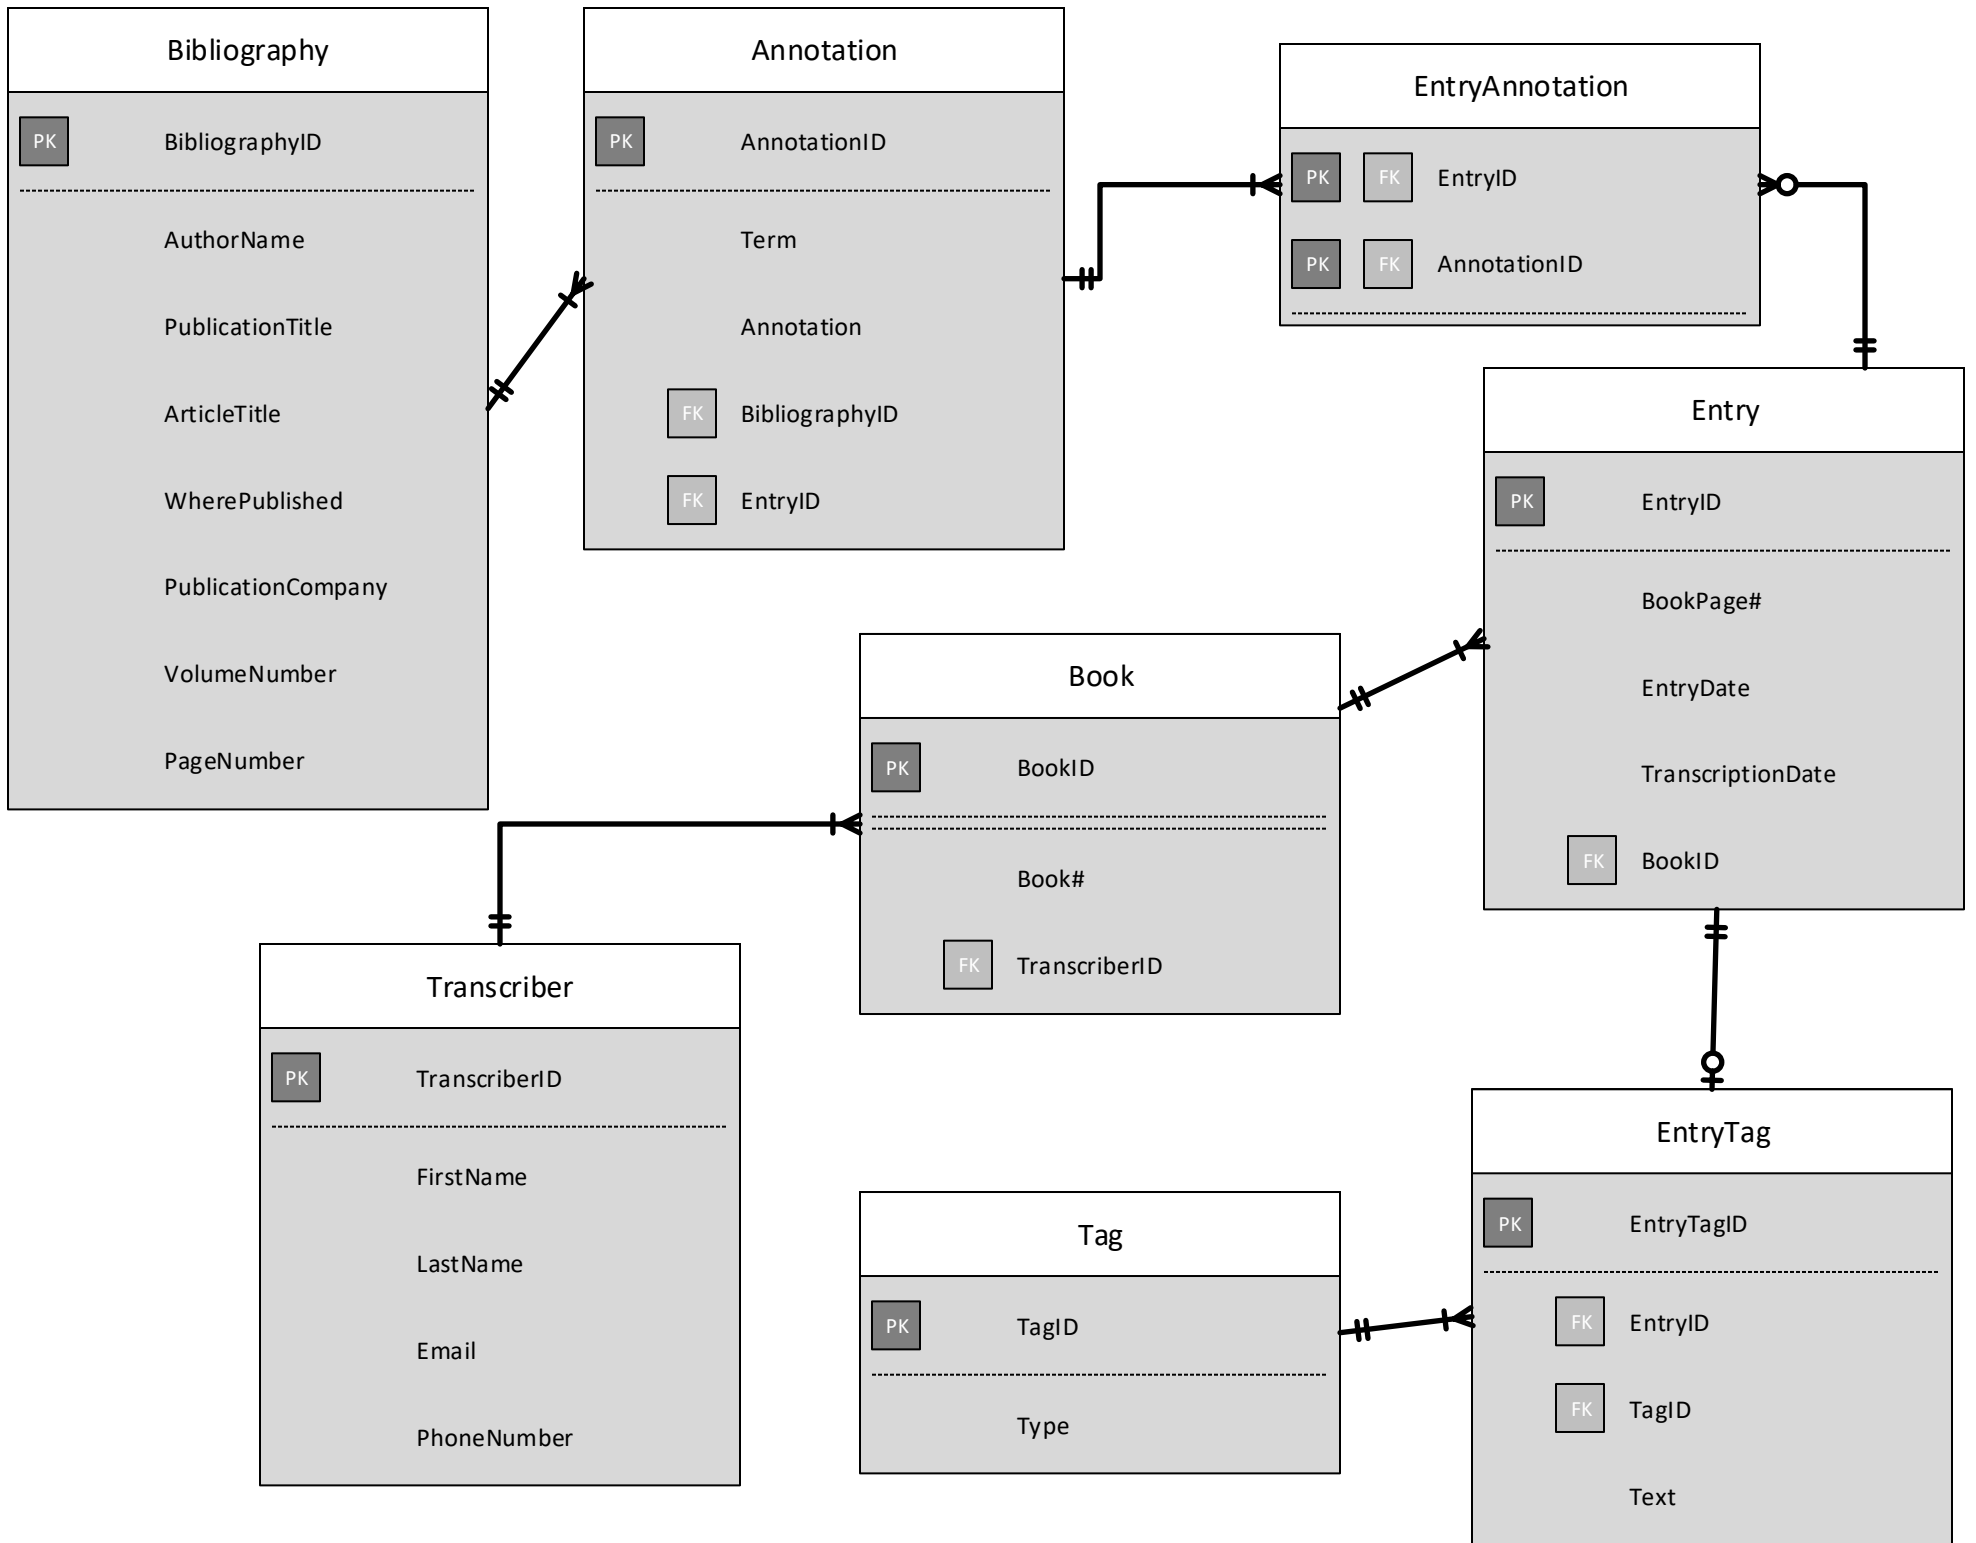 Bibliography
PK BibliographyID
AuthorName
PublicationTitle
ArticleTitle
WherePublished
PublicationCompany
VolumeNumber
PageNumber
Annotation
PK AnnotationID
Term
Annotation
FK BibliographyID
FK EntryID
EntryAnnotation
PK FK EntryID
PK FK AnnotationID
Entry
PK EntryID
BookPage#
EntryDate
TranscriptionDate
FK BookID
Book
PK BookID
Book#
FK TranscriberID
Transcriber
PK TranscriberID
FirstName
LastName
Email
PhoneNumber
Tag
PK TagID
Type
EntryTag
PK EntryTagID
FK EntryID
FK TagID
Text